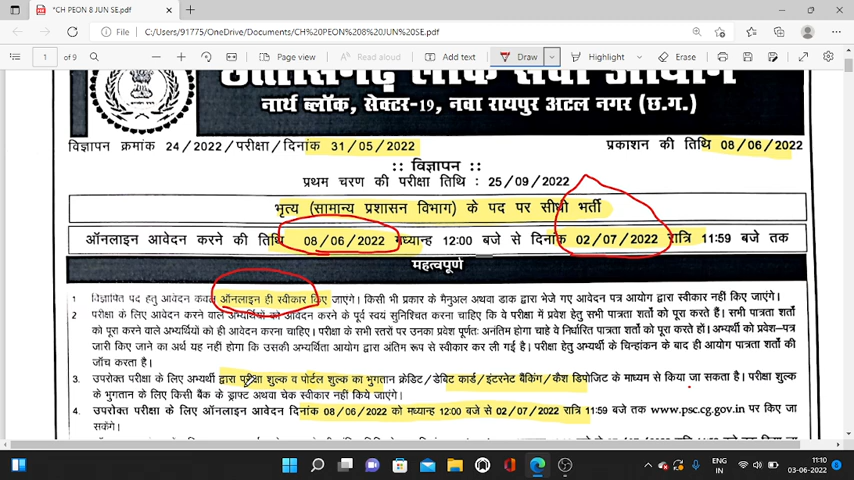 *CH PEON 8 JUN SE.pdf
File C:/Users/91775/OneDrive/Documents/CH%20PEON%208%20JUN%20SE.pdf
1 of 9 Page view Read aloud Add text Draw Highlight Erase
छत्तीसगढ़ लोक सेवा आयोग
नार्थ ब्लॉक, सेक्टर-19, नवा रायपुर अटल नगर (छ.ग.)
विज्ञापन क्रमांक 24/2022/परीक्षा/दिनांक 31/05/2022 प्रकाशन की तिथि 08/06/2022
:: विज्ञापन ::
प्रथम चरण की परीक्षा तिथि : 25/09/2022
भृत्य (सामान्य प्रशासन विभाग) के पद पर सीधी भर्ती
ऑनलाइन आवेदन करने की तिथि 08/06/2022 मध्यान्ह 12:00 बजे से दिनांक 02/07/2022 रात्रि 11:59 बजे तक
महत्वपूर्ण
1 विज्ञापित पद हेतु आवेदन केवल ऑनलाइन ही स्वीकार किए जाएंगे। किसी भी प्रकार के मैनुअल अथवा डाक द्वारा भेजे गए आवेदन पत्र आयोग द्वारा स्वीकार नहीं किए जाएंगे।
2. परीक्षा के लिए आवेदन करने वाले अभ्यर्थियों को आवेदन करने के पूर्व स्वयं सुनिश्चित करना चाहिए कि वे परीक्षा में प्रवेश हेतु सभी पात्रता शर्तों को पूरा करते हैं। सभी पात्रता शर्तों
को पूरा करने वाले अभ्यर्थियों को ही आवेदन करना चाहिए। परीक्षा के सभी स्तरों पर उनका प्रवेश पूर्णतः अनंतिम होगा चाहे वे निर्धारित पात्रता शर्तों को पूरा करते हों। अभ्यर्थी को प्रवेश-पत्र
जारी किए जाने का अर्थ यह नहीं होगा कि उसकी अभ्यर्थिता आयोग द्वारा अंतिम रूप से स्वीकार कर ली गई है। परीक्षा हेतु अभ्यर्थी के चिन्हांकन के बाद ही आयोग पात्रता शर्तों की
जाँच करता है।
3. उपरोक्त परीक्षा के लिए अभ्यर्थी द्वारा परीक्षा शुल्क व पोर्टल शुल्क का भुगतान क्रेडिट/डेबिट कार्ड/इंटरनेट बैंकिंग/कैश डिपोजिट के माध्यम से किया जा सकता है। परीक्षा शुल्क
के भुगतान के लिए किसी बैंक के ड्राफ्ट अथवा चेक स्वीकार नहीं किये जाएंगे।
4. उपरोक्त परीक्षा के लिए ऑनलाइन आवेदन दिनांक 08/06/2022 को मध्यान्ह 12:00 बजे से 02/07/2022 रात्रि 11:59 बजे तक www.psc.cg.gov.in पर किए जा
सकेंगे।
ENG
IN
11:10
03-06-2022